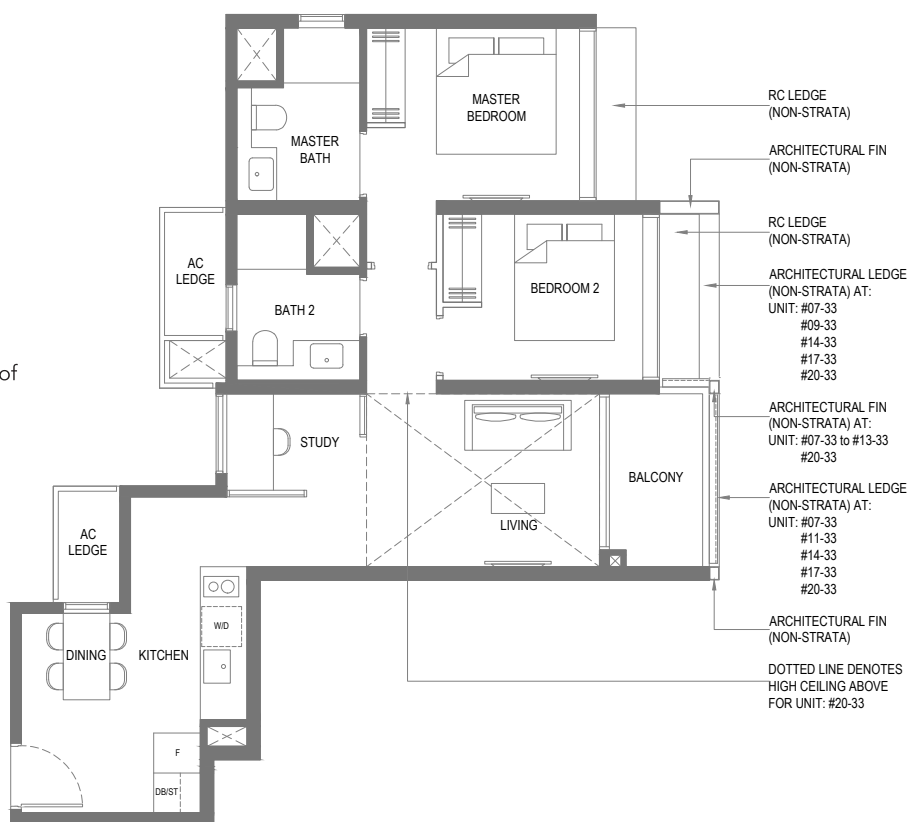 MASTER
BEDROOM
MASTER
BATH
AC
LEDGE
BATH 2
BEDROOM 2
of
STUDY
LIVING
BALCONY
AC
LEDGE
W/D
DINING
KITCHEN
F
DB/ST
RC LEDGE
(NON-STRATA)
ARCHITECTURAL FIN
(NON-STRATA)
RC LEDGE
(NON-STRATA)
ARCHITECTURAL LEDGE
(NON-STRATA) AT:
UNIT: #07-33
#09-33
#14-33
#17-33
#20-33
ARCHITECTURAL FIN
(NON-STRATA) AT:
UNIT: #07-33 to #13-33
#20-33
ARCHITECTURAL LEDGE
(NON-STRATA) AT:
UNIT: #07-33
#11-33
#14-33
#17-33
#20-33
ARCHITECTURAL FIN
(NON-STRATA)
DOTTED LINE DENOTES
HIGH CEILING ABOVE
FOR UNIT: #20-33